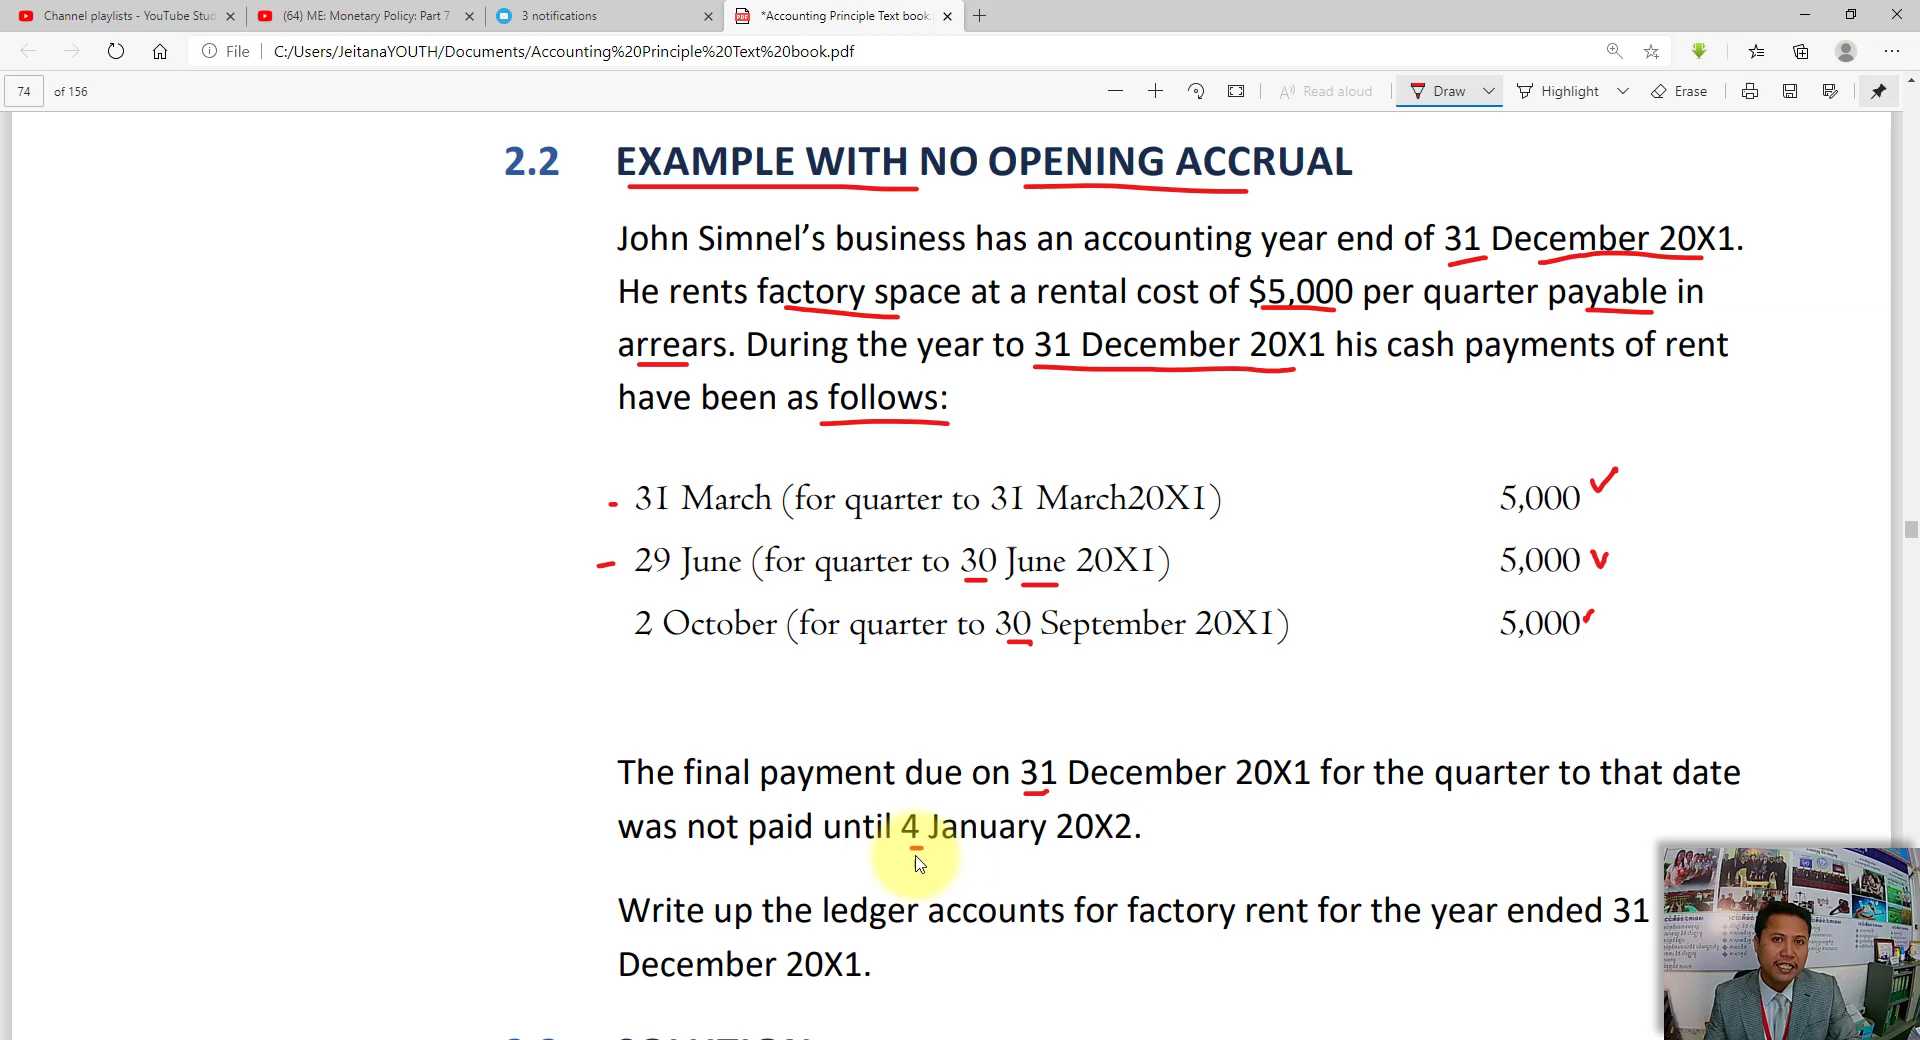 Channel playlists - YouTube Stud
(64) ME: Monetary Policy: Part 7
3 notifications
*Accounting Principle Text book.
File
C:/Users/JeitanaYOUTH/Documents/Accounting%20Principle%20Text%20book.pdf
74 of 156
Read aloud
Draw
Highlight
Erase
2.2 EXAMPLE WITH NO OPENING ACCRUAL
John Simnel’s business has an accounting year end of 31 December 20X1.
He rents factory space at a rental cost of $5,000 per quarter payable in
arrears. During the year to 31 December 20X1 his cash payments of rent
have been as follows:
31 March (for quarter to 31 March20X1) 5,000
29 June (for quarter to 30 June 20X1) 5,000
2 October (for quarter to 30 September 20X1) 5,000
The final payment due on 31 December 20X1 for the quarter to that date
was not paid until 4 January 20X2.
Write up the ledger accounts for factory rent for the year ended 31
December 20X1.